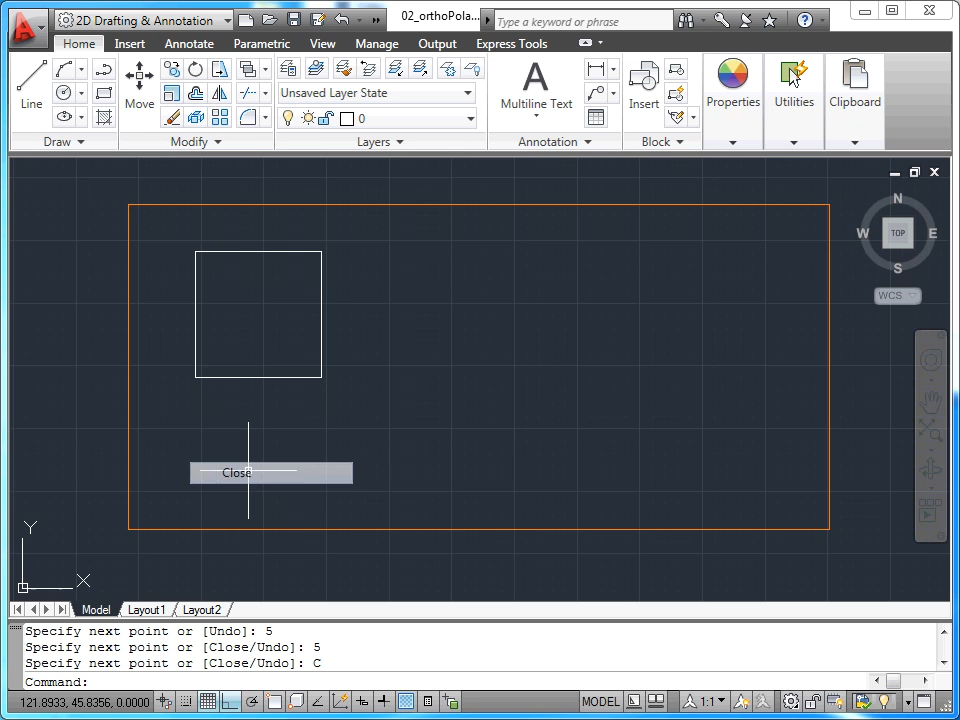 2D Drafting & Annotation
02_orthoPola...
Type a keyword or phrase
Home Insert Annotate Parametric View Manage Output Express Tools
Line
Move
Unsaved Layer State
0
A
Multiline Text
Insert
Properties
Utilities
Clipboard
Draw
Modify
Layers
Annotation
Block
N
W TOP E
S
WCS
Close
Y
X
Model Layout1 Layout2
Specify next point or [Undo]: 5
Specify next point or [Close/Undo]: 5
Specify next point or [Close/Undo]: C
Command:
121.8933, 45.8356, 0.0000 MODEL 1:1